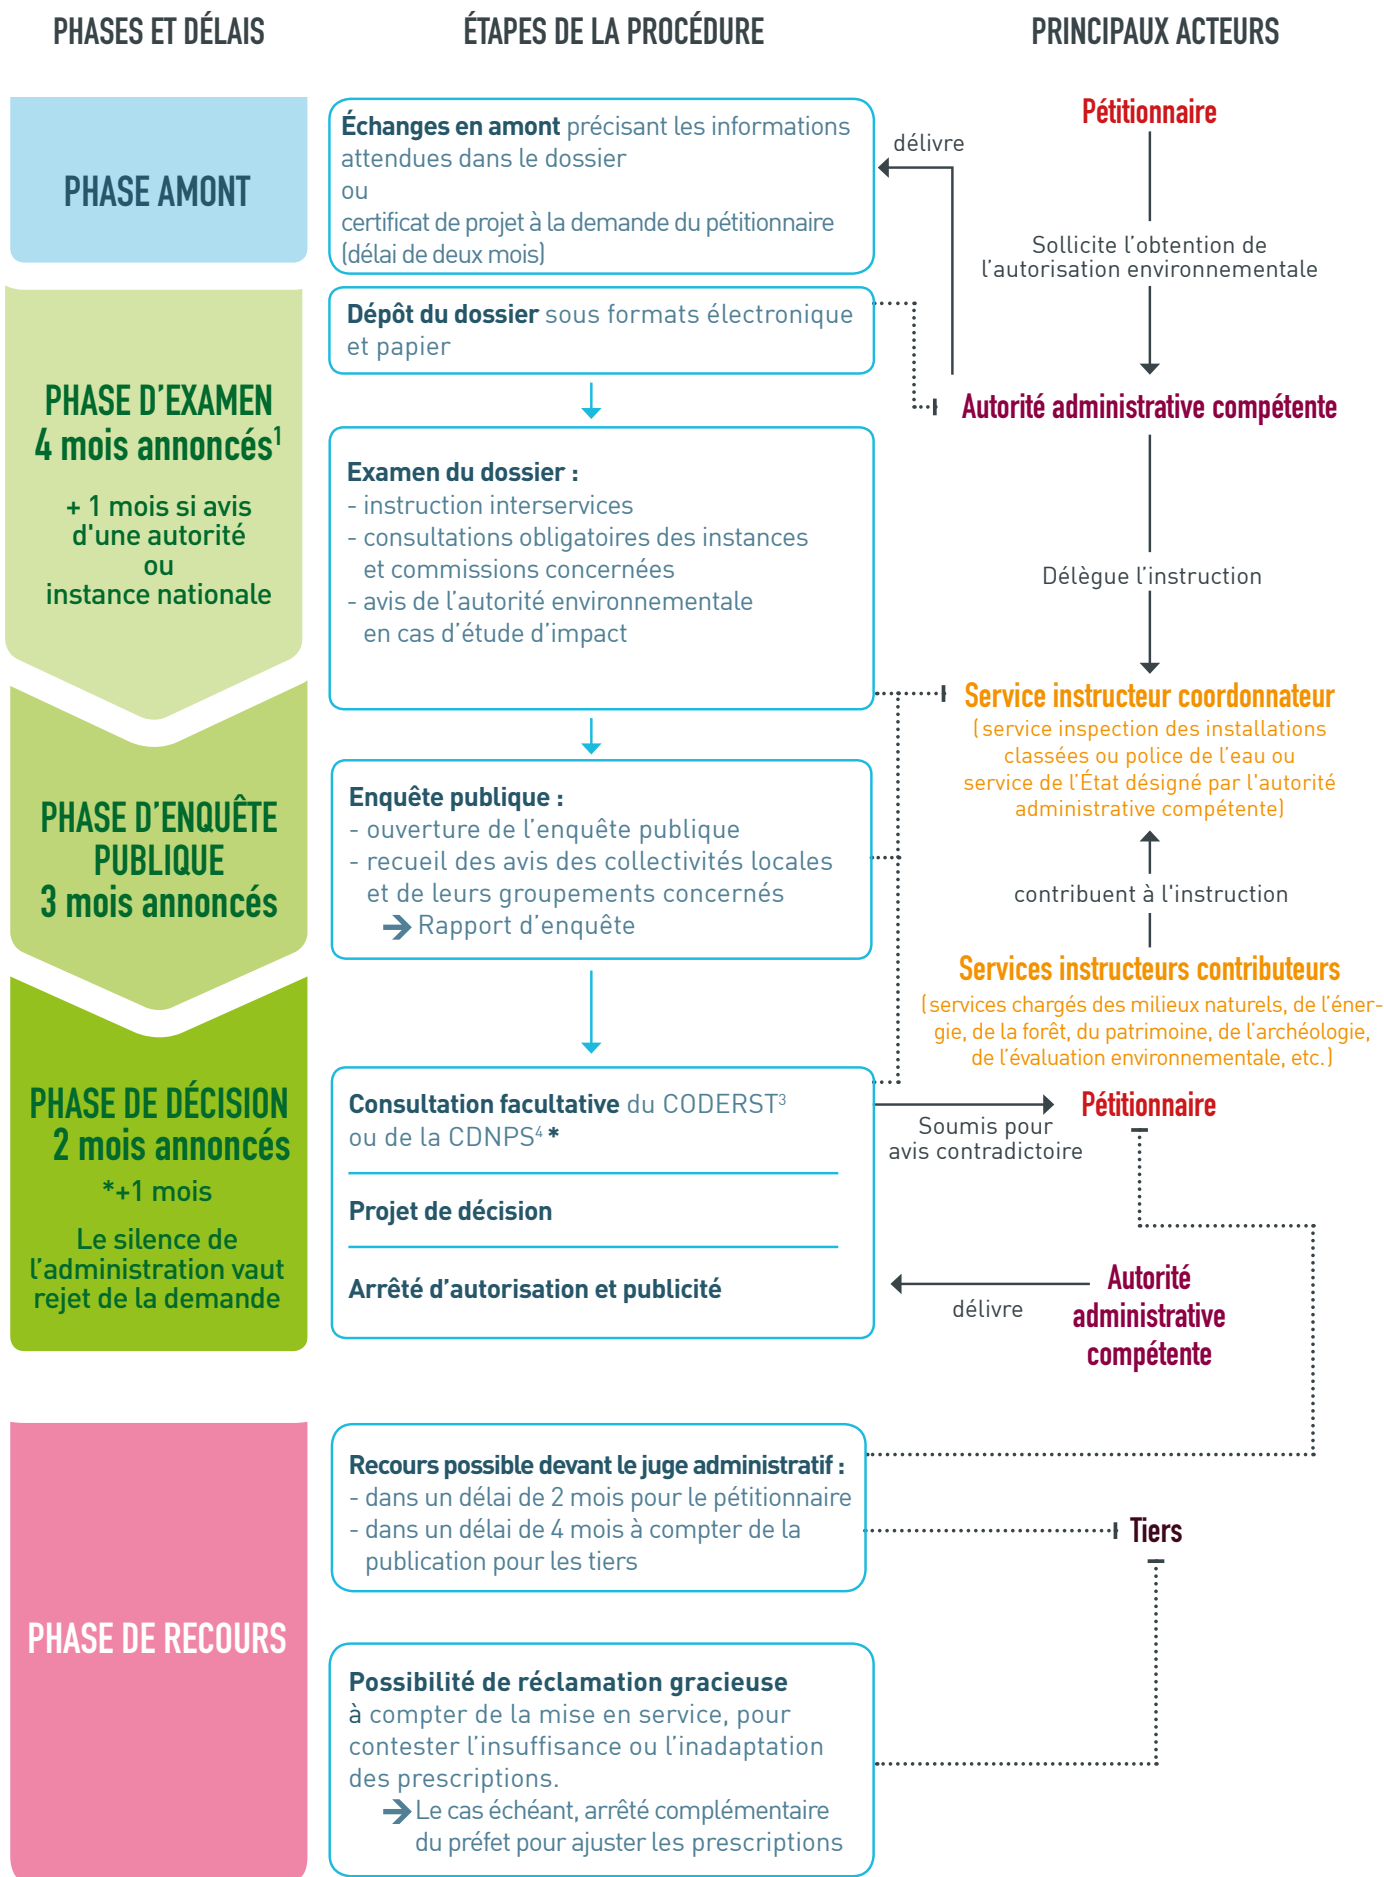 PHASES ET DÉLAIS
ÉTAPES DE LA PROCÉDURE
PRINCIPAUX ACTEURS
PHASE AMONT
Échanges en amont précisant les informations
attendues dans le dossier
ou
certificat de projet à la demande du pétitionnaire
(délai de deux mois)
délivre
Pétitionnaire
Sollicite l’obtention de
l’autorisation environnementale
PHASE D’EXAMEN
4 mois annoncés1
+ 1 mois si avis
d'une autorité
ou
instance nationale
Dépôt du dossier sous formats électronique
et papier
Autorité administrative compétente
Examen du dossier :
- instruction interservices
- consultations obligatoires des instances
et commissions concernées
- avis de l’autorité environnementale
en cas d’étude d’impact
Délègue l’instruction
Service instructeur coordonnateur
(service inspection des installations
classées ou police de l’eau ou
service de l’État désigné par l'autorité
administrative compétente)
PHASE D’ENQUÊTE
PUBLIQUE
3 mois annoncés
Enquête publique :
- ouverture de l’enquête publique
- recueil des avis des collectivités locales
et de leurs groupements concernés
➔ Rapport d’enquête
contribuent à l'instruction
Services instructeurs contributeurs
(services chargés des milieux naturels, de l’éner-
gie, de la forêt, du patrimoine, de l’archéologie,
de l’évaluation environnementale, etc.)
PHASE DE DÉCISION
2 mois annoncés
*+1 mois
Le silence de
l’administration vaut
rejet de la demande
Consultation facultative du CODERST3
ou de la CDNPS4 *
Projet de décision
Arrêté d’autorisation et publicité
Soumis pour
avis contradictoire
Pétitionnaire
délivre
Autorité
administrative
compétente
PHASE DE RECOURS
Recours possible devant le juge administratif :
- dans un délai de 2 mois pour le pétitionnaire
- dans un délai de 4 mois à compter de la
publication pour les tiers
Tiers
Possibilité de réclamation gracieuse
à compter de la mise en service, pour
contester l’insuffisance ou l’inadaptation
des prescriptions.
➔ Le cas échéant, arrêté complémentaire
du préfet pour ajuster les prescriptions